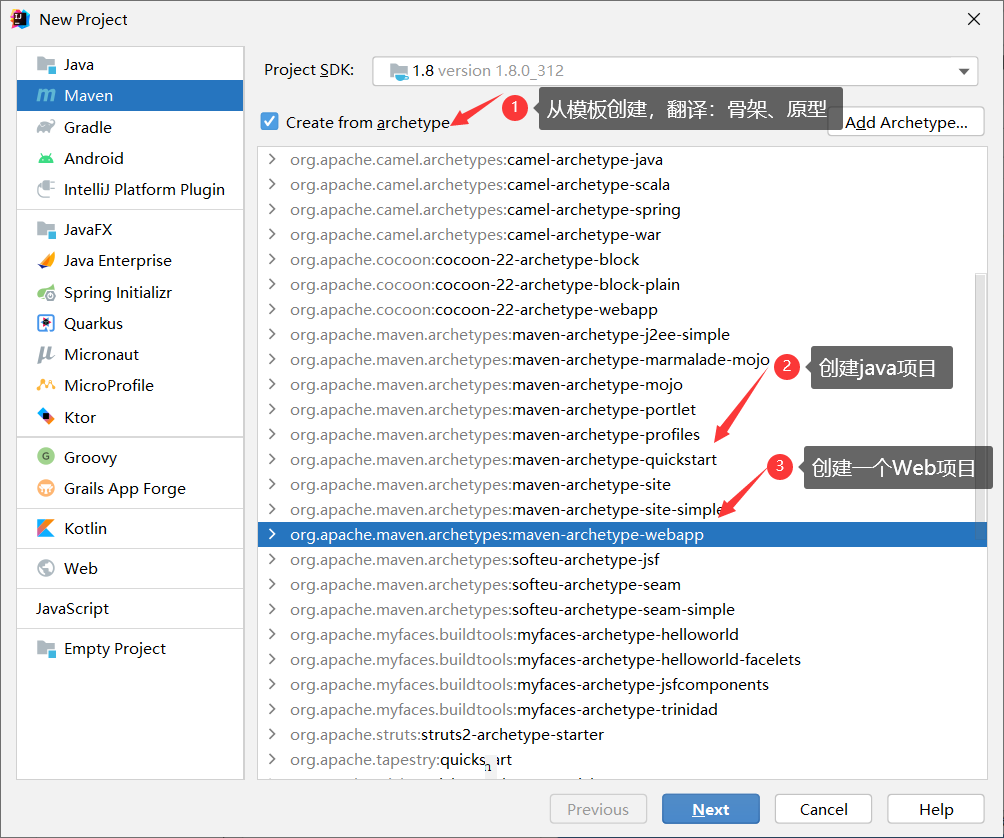 New Project
Java
Maven
Gradle
Android
IntelliJ Platform Plugin
JavaFX
Java Enterprise
Spring Initializr
Quarkus
Micronaut
MicroProfile
Ktor
Groovy
Grails App Forge
Kotlin
Web
JavaScript
Empty Project
Project SDK: 1.8 version 1.8.0_312
Create from archetype
1 从模板创建，翻译：骨架、原型
Add Archetype...
org.apache.camel.archetypes:camel-archetype-java
org.apache.camel.archetypes:camel-archetype-scala
org.apache.camel.archetypes:camel-archetype-spring
org.apache.camel.archetypes:camel-archetype-war
org.apache.cocoon:cocoon-22-archetype-block
org.apache.cocoon:cocoon-22-archetype-block-plain
org.apache.cocoon:cocoon-22-archetype-webapp
org.apache.maven.archetypes:maven-archetype-j2ee-simple
org.apache.maven.archetypes:maven-archetype-marmalade-mojo
2 创建java项目
org.apache.maven.archetypes:maven-archetype-mojo
org.apache.maven.archetypes:maven-archetype-portlet
org.apache.maven.archetypes:maven-archetype-profiles
org.apache.maven.archetypes:maven-archetype-quickstart
3 创建一个Web项目
org.apache.maven.archetypes:maven-archetype-site
org.apache.maven.archetypes:maven-archetype-site-simple
org.apache.maven.archetypes:maven-archetype-webapp
org.apache.maven.archetypes:softeu-archetype-jsf
org.apache.maven.archetypes:softeu-archetype-seam
org.apache.maven.archetypes:softeu-archetype-seam-simple
org.apache.myfaces.buildtools:myfaces-archetype-helloworld
org.apache.myfaces.buildtools:myfaces-archetype-helloworld-facelets
org.apache.myfaces.buildtools:myfaces-archetype-jsfcomponents
org.apache.myfaces.buildtools:myfaces-archetype-trinidad
org.apache.struts:struts2-archetype-starter
org.apache.tapestry:quickstart
Previous
Next
Cancel
Help